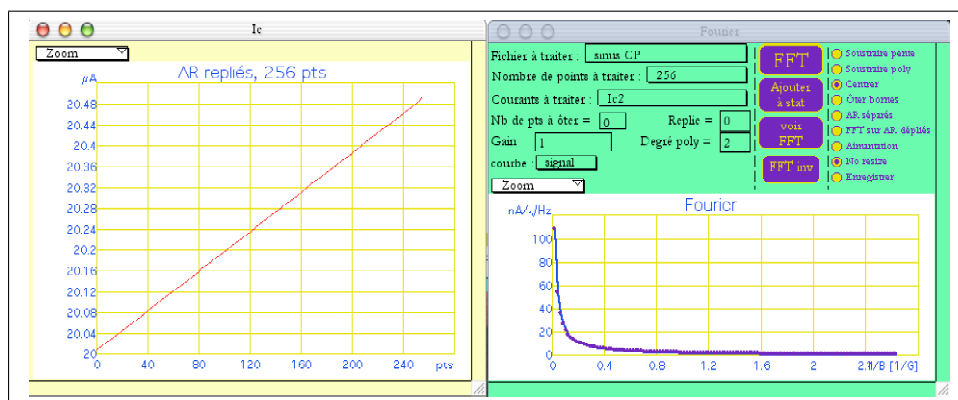 Ic
Zoom
AR repliés, 256 pts
µA
20.48
20.44
20.4
20.36
20.32
20.28
20.24
20.2
20.16
20.12
20.08
20.04
20
0 40 80 120 160 200 240 pts
Fourier
Fichier à traiter : sinus CP
Nombre de points à traiter : 256
Courants à traiter : Ic2
Nb de pts à ôter = 0 Replie = 0
Gain 1 Degré poly = 2
courbe : signal
Zoom
FFT
Ajouter à stat
voir FFT
FFT inv
Soustraire pente
Soustraire poly
Centrer
Ôter bornes
AR séparés
FFT sur AR dépliés
Aimantation
No resize
Enregistrer
Fourier
nA/√Hz
100
80
60
40
20
0
0 0.4 0.8 1.2 1.6 2 1/B [1/G]